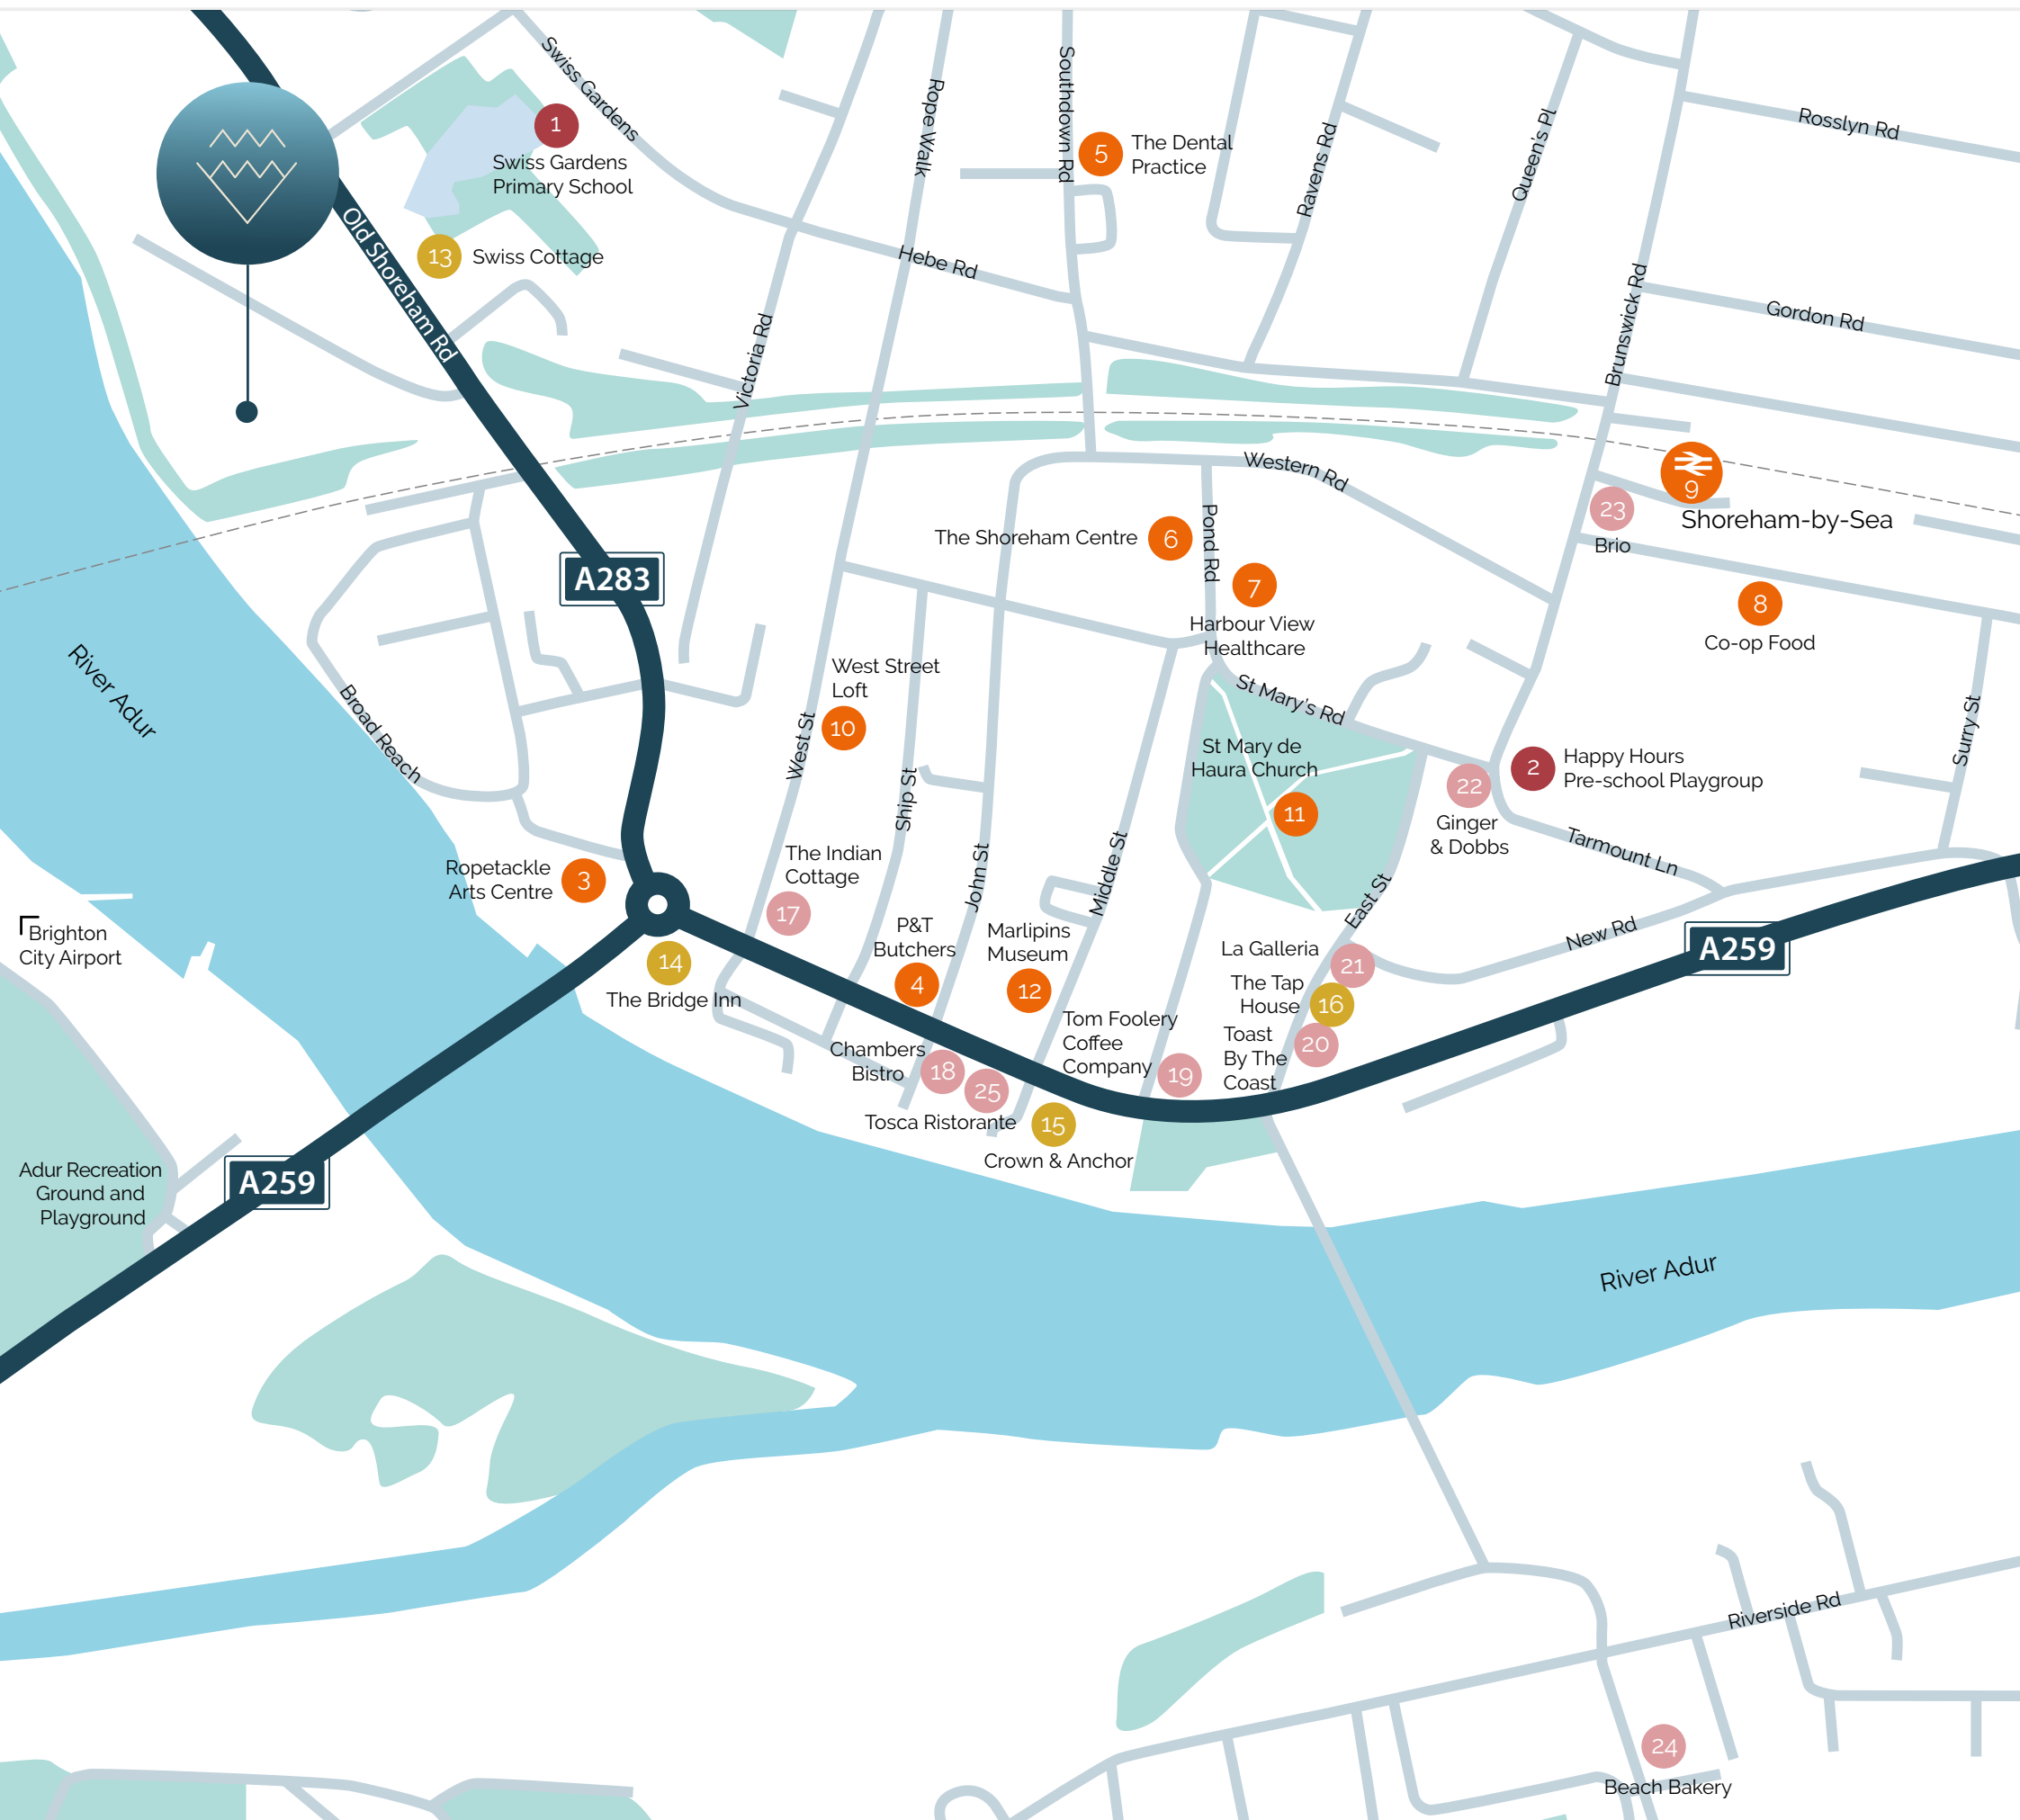 Swiss Gardens
Rope Walk
Southdown Rd
Ravens Rd
Queen's Pl
Rosslyn Rd
1
Swiss Gardens
Primary School
5
The Dental
Practice
Old Shoreham Rd
13
Swiss Cottage
Hebe Rd
Victoria Rd
Brunswick Rd
Gordon Rd
Western Rd
9
Shoreham-by-Sea
23
Brio
The Shoreham Centre
6
Pond Rd
A283
7
Harbour View
Healthcare
8
Co-op Food
River Adur
Broad Reach
West Street
Loft
10
West St
Ship St
John St
Middle St
St Mary's Rd
St Mary de
Haura Church
11
22
Ginger
& Dobbs
2
Happy Hours
Pre-school Playgroup
Surry St
Tarmount Ln
East St
New Rd
A259
Ropetackle
Arts Centre
3
The Indian
Cottage
17
P&T
Butchers
4
Marlipins
Museum
12
14
The Bridge Inn
Brighton
City Airport
La Galleria
21
The Tap
House
16
Toast
By The
Coast
20
Tom Foolery
Coffee
Company
19
Chambers
Bistro
18
25
Tosca Ristorante
15
Crown & Anchor
Adur Recreation
Ground and
Playground
A259
River Adur
Riverside Rd
24
Beach Bakery